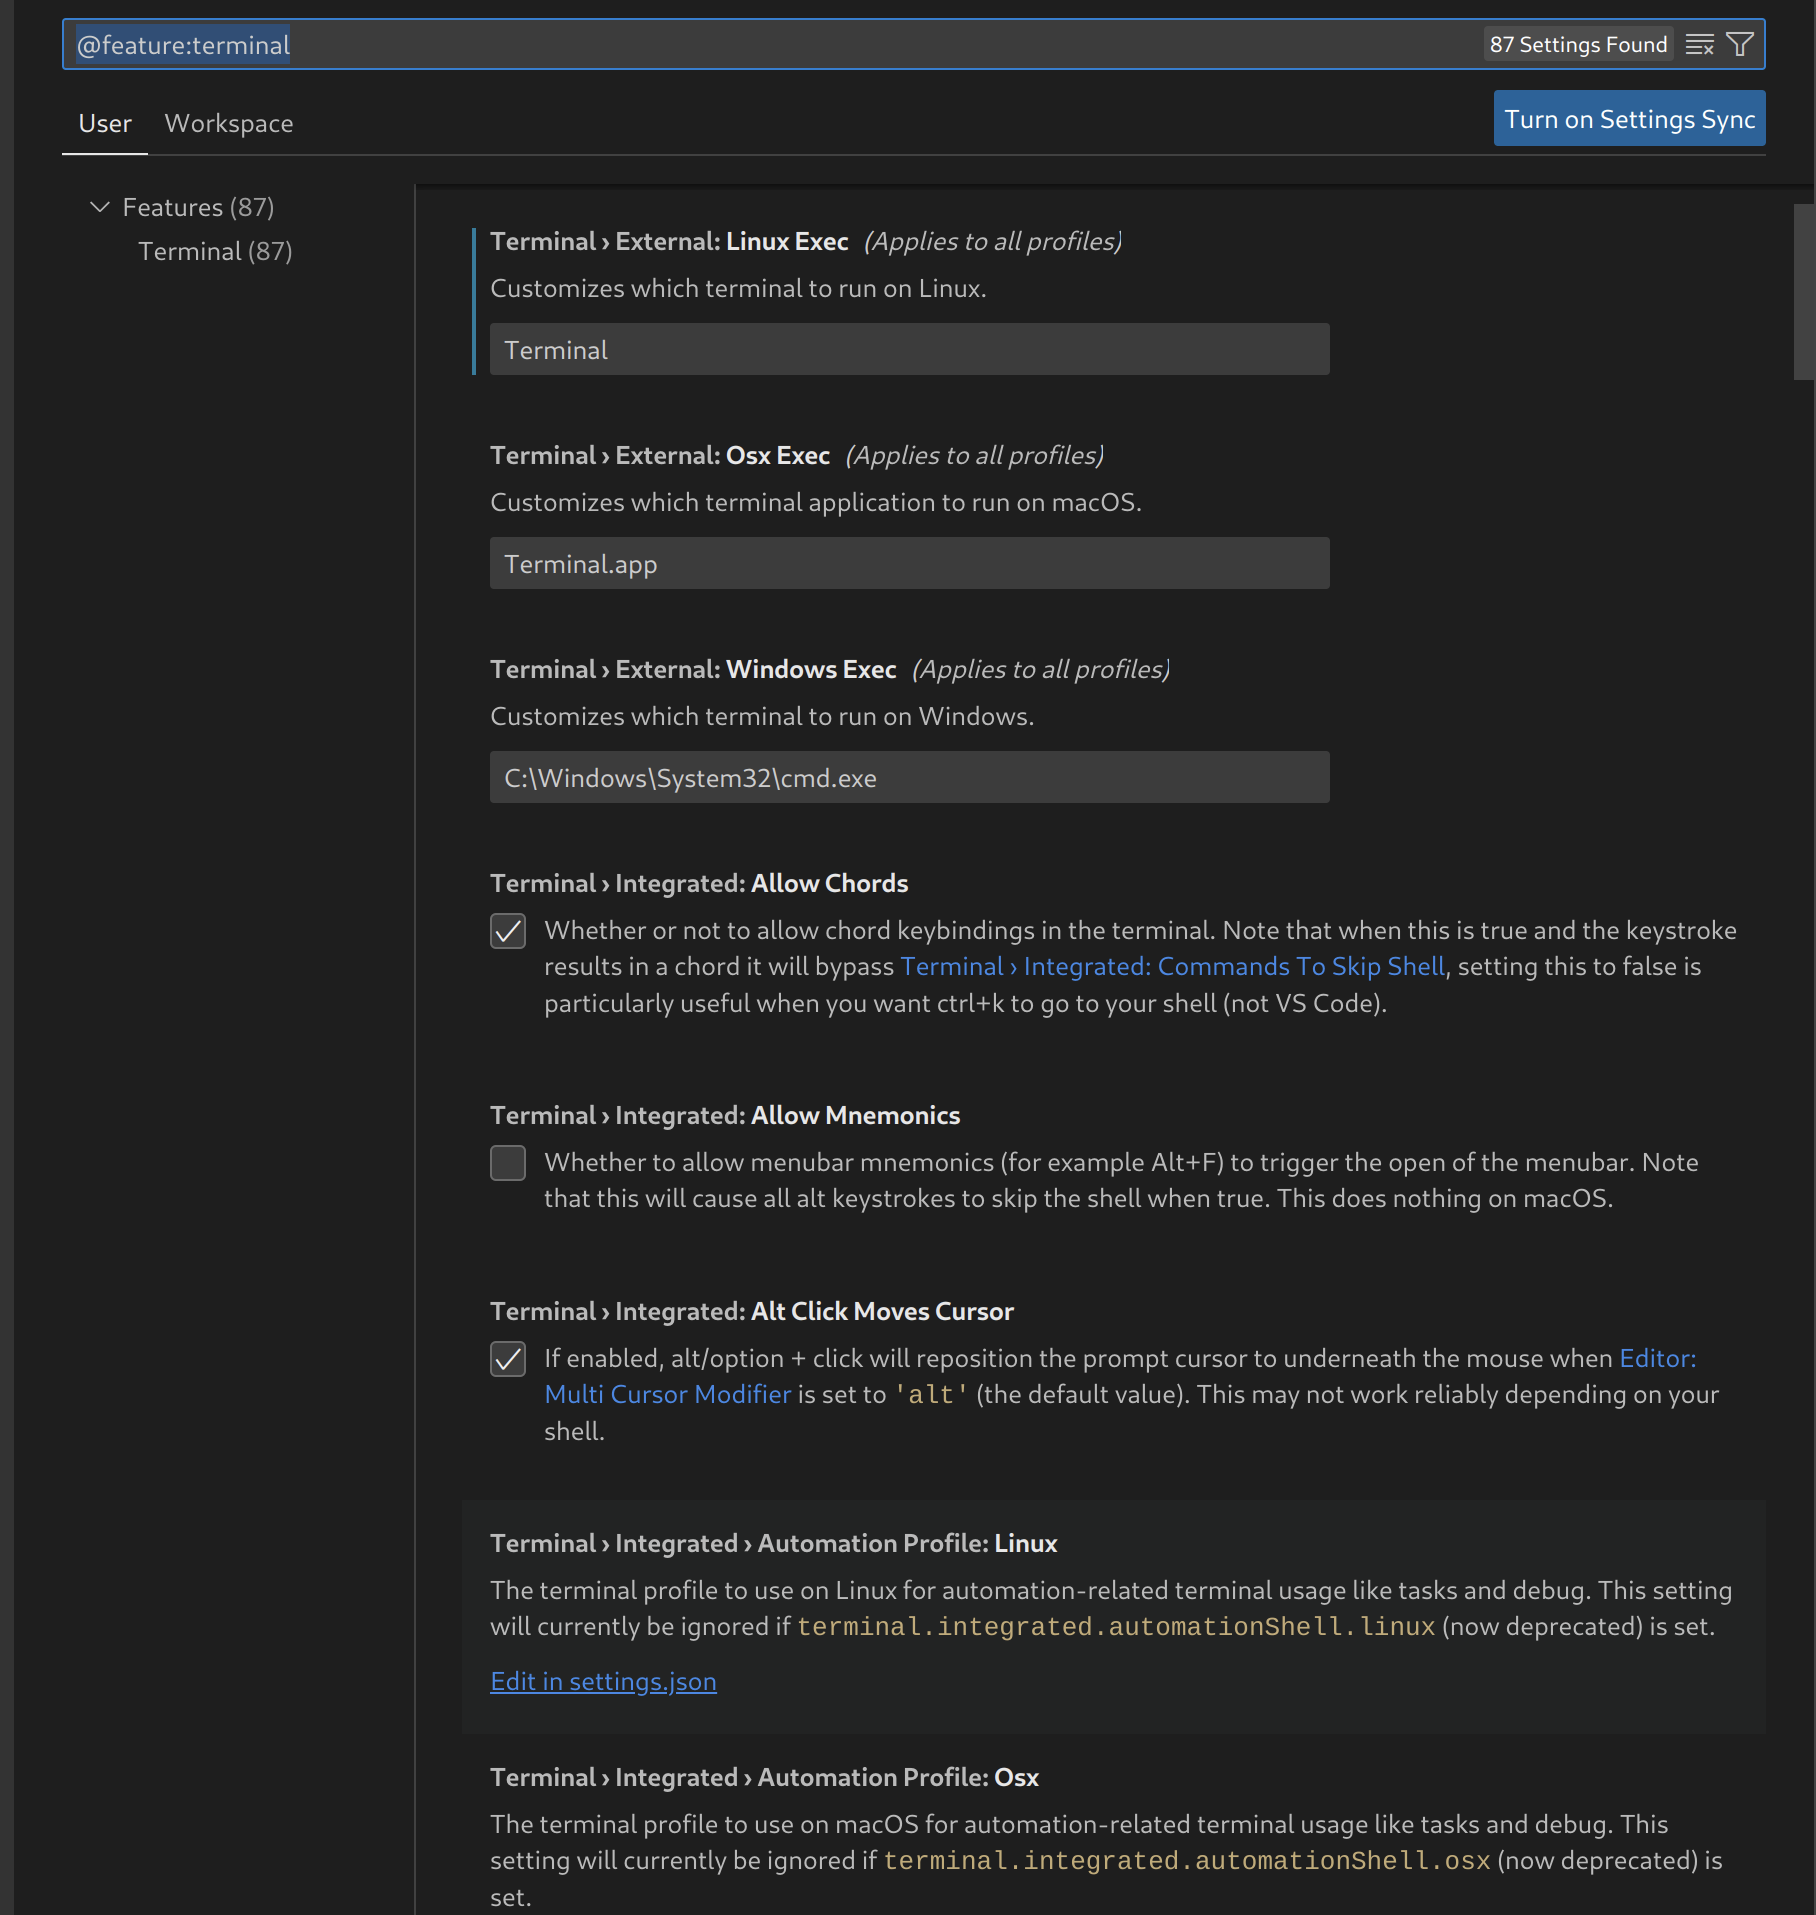 @feature:terminal
87 Settings Found
User Workspace
Turn on Settings Sync
Features (87)
Terminal (87)
Terminal › External: Linux Exec (Applies to all profiles)
Customizes which terminal to run on Linux.
Terminal
Terminal › External: Osx Exec (Applies to all profiles)
Customizes which terminal application to run on macOS.
Terminal.app
Terminal › External: Windows Exec (Applies to all profiles)
Customizes which terminal to run on Windows.
C:\Windows\System32\cmd.exe
Terminal › Integrated: Allow Chords
Whether or not to allow chord keybindings in the terminal. Note that when this is true and the keystroke
results in a chord it will bypass Terminal › Integrated: Commands To Skip Shell, setting this to false is
particularly useful when you want ctrl+k to go to your shell (not VS Code).
Terminal › Integrated: Allow Mnemonics
Whether to allow menubar mnemonics (for example Alt+F) to trigger the open of the menubar. Note
that this will cause all alt keystrokes to skip the shell when true. This does nothing on macOS.
Terminal › Integrated: Alt Click Moves Cursor
If enabled, alt/option + click will reposition the prompt cursor to underneath the mouse when Editor:
Multi Cursor Modifier is set to 'alt' (the default value). This may not work reliably depending on your
shell.
Terminal › Integrated › Automation Profile: Linux
The terminal profile to use on Linux for automation-related terminal usage like tasks and debug. This setting
will currently be ignored if terminal.integrated.automationShell.linux (now deprecated) is set.
Edit in settings.json
Terminal › Integrated › Automation Profile: Osx
The terminal profile to use on macOS for automation-related terminal usage like tasks and debug. This
setting will currently be ignored if terminal.integrated.automationShell.osx (now deprecated) is
set.